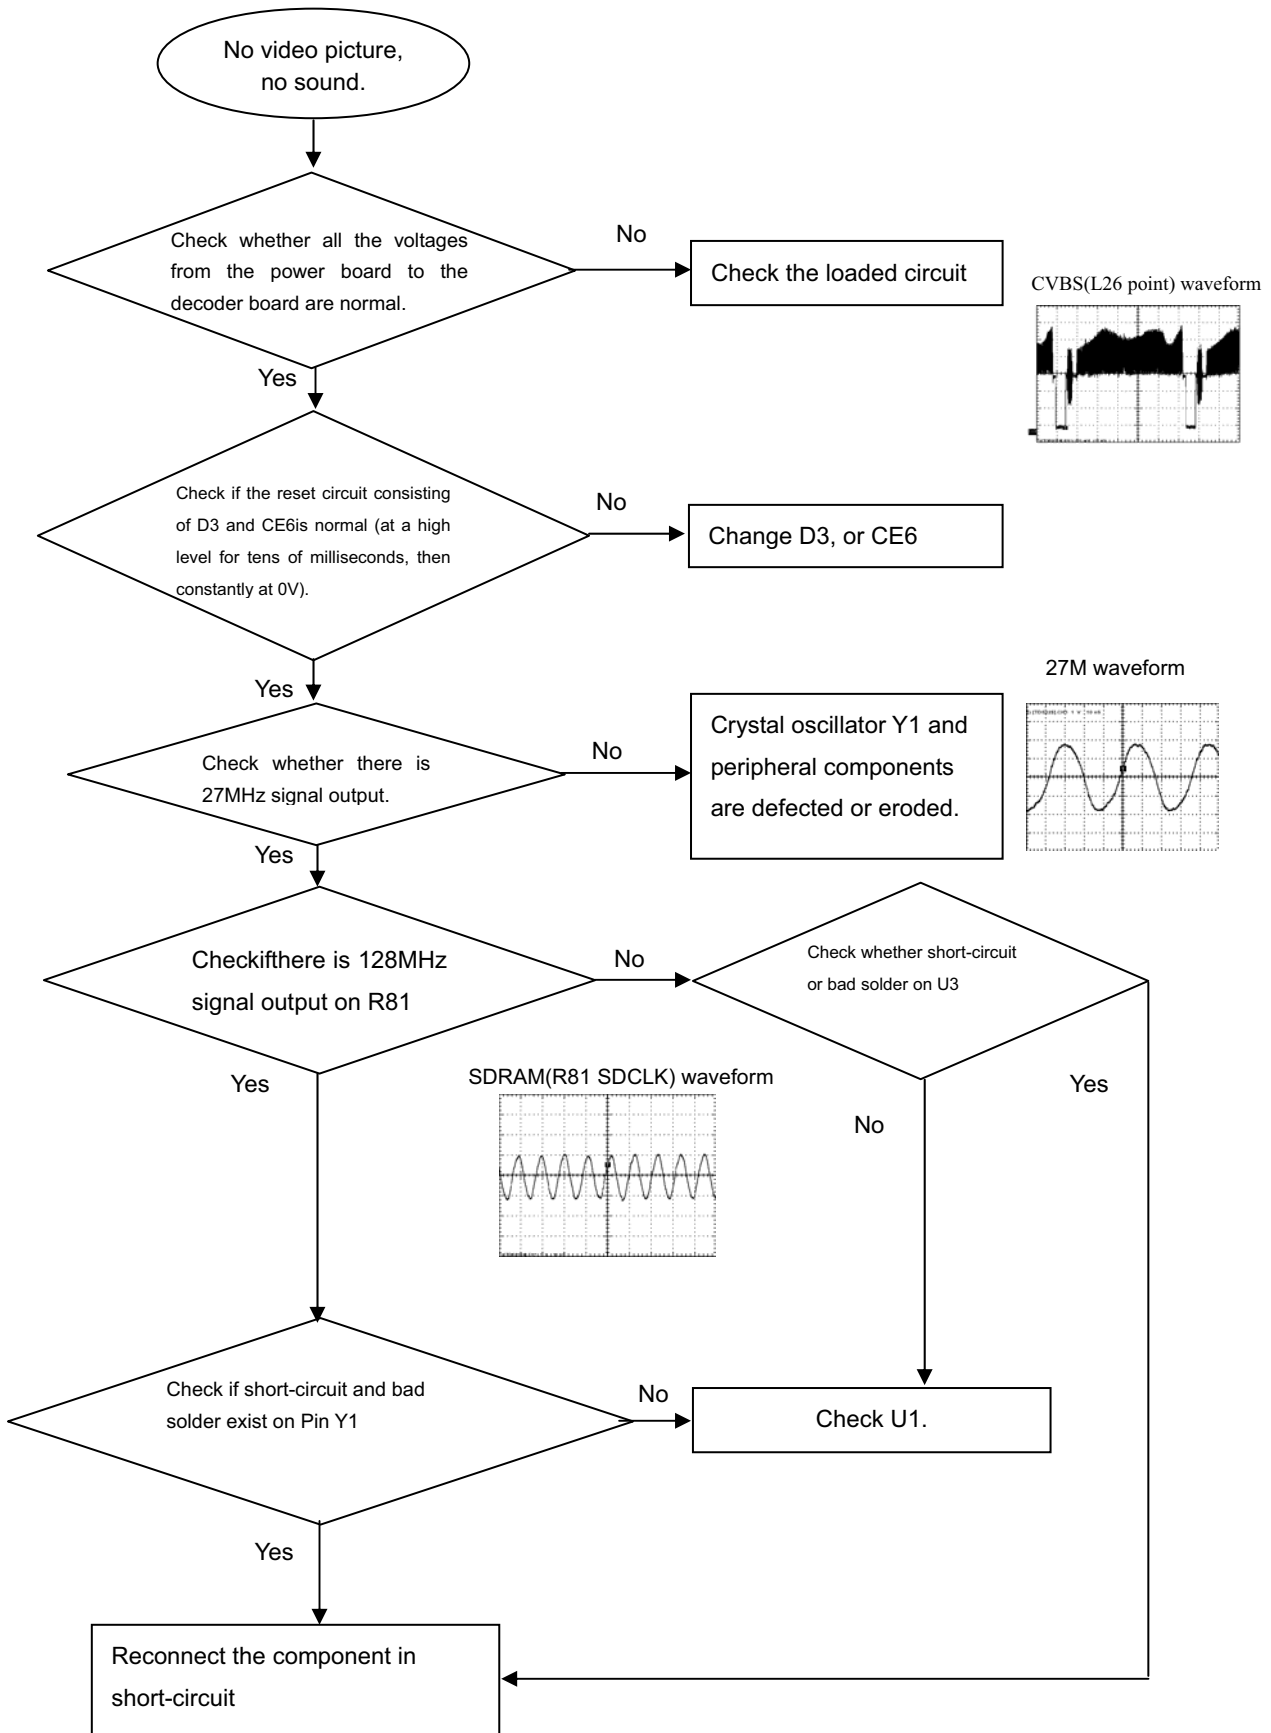 No video picture,
no sound.
Check whether all the voltages
from the power board to the
decoder board are normal.
No
Check the loaded circuit
CVBS(L26 point) waveform
Yes
Check if the reset circuit consisting
of D3 and CE6is normal (at a high
level for tens of milliseconds, then
constantly at 0V).
No
Change D3, or CE6
Yes
27M waveform
Check whether there is
27MHz signal output.
No
Crystal oscillator Y1 and
peripheral components
are defected or eroded.
Yes
Checkifthere is 128MHz
signal output on R81
No
Check whether short-circuit
or bad solder on U3
Yes
SDRAM(R81 SDCLK) waveform
Yes
No
Check if short-circuit and bad
solder exist on Pin Y1
No
Check U1.
Yes
Reconnect the component in
short-circuit